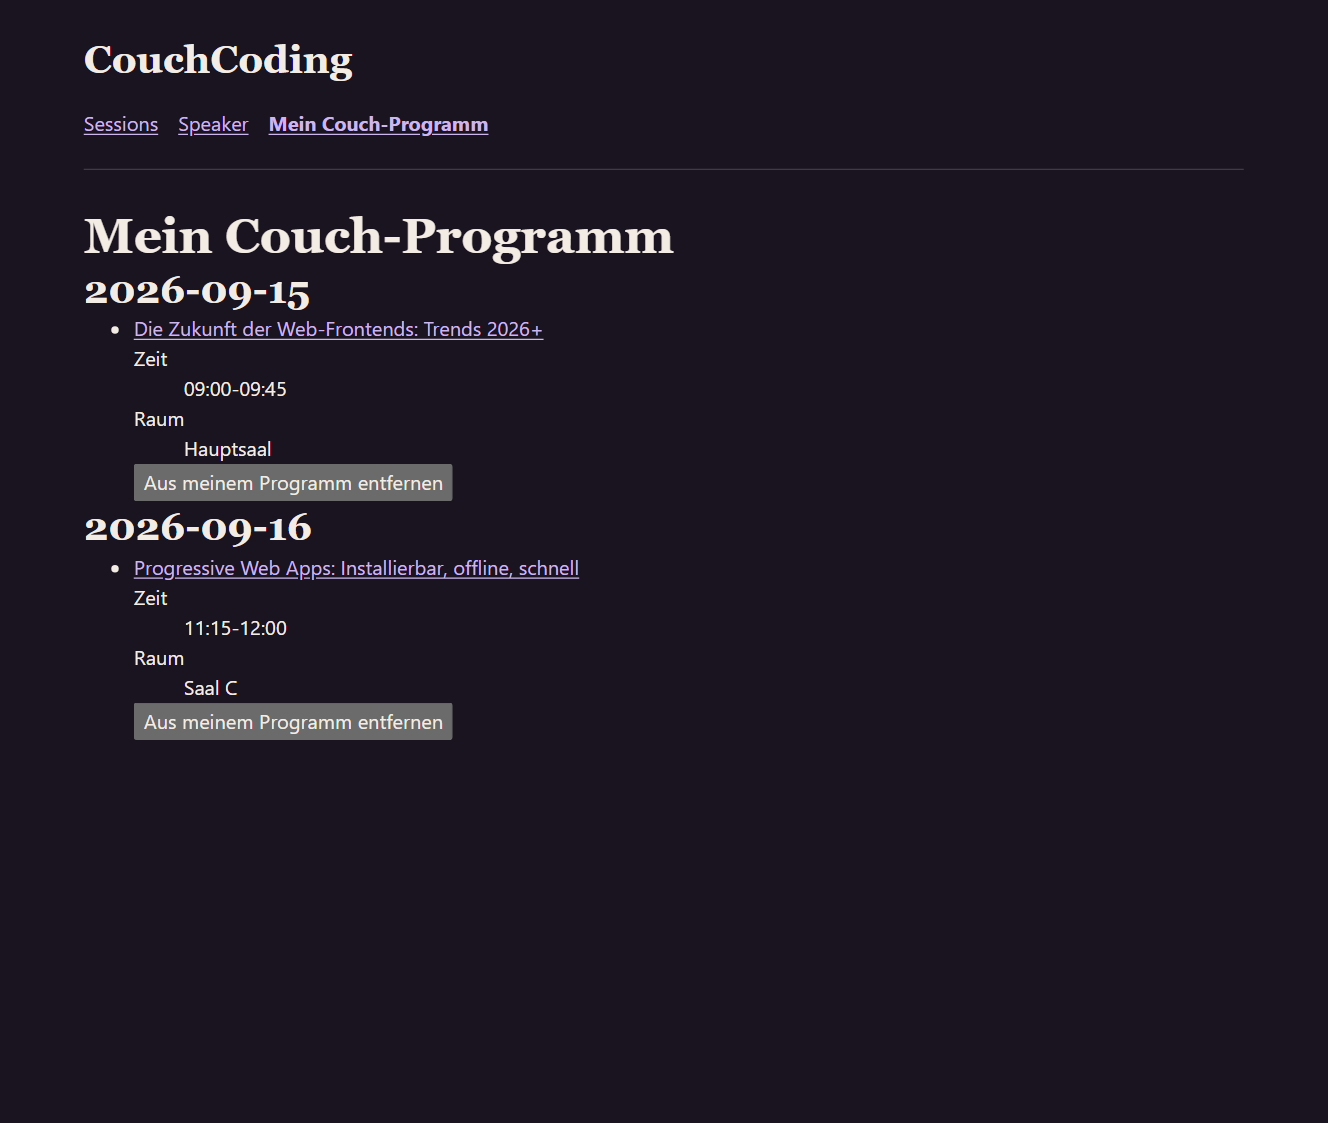 CouchCoding
Sessions Speaker Mein Couch-Programm
Mein Couch-Programm
2026-09-15
Die Zukunft der Web-Frontends: Trends 2026+
Zeit
09:00-09:45
Raum
Hauptsaal
Aus meinem Programm entfernen
2026-09-16
Progressive Web Apps: Installierbar, offline, schnell
Zeit
11:15-12:00
Raum
Saal C
Aus meinem Programm entfernen